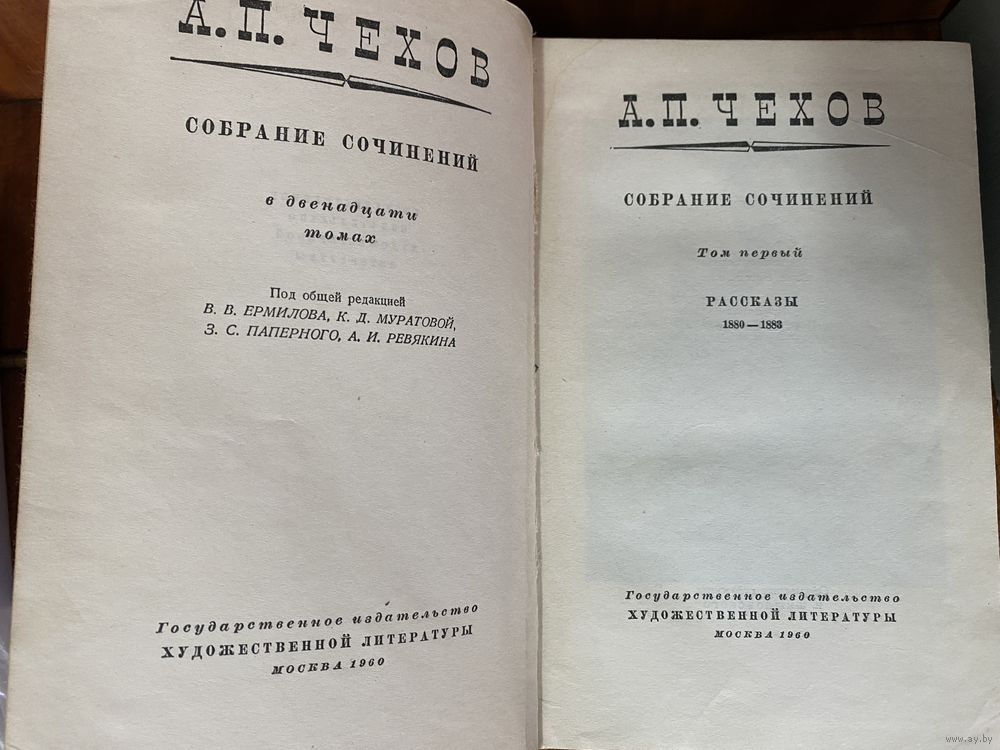 А. П. ЧЕХОВ
СОБРАНИЕ СОЧИНЕНИЙ
в двенадцати
томах
Под общей редакцией
В. В. ЕРМИЛОВА, К. Д. МУРАТОВОЙ,
З. С. ПАПЕРНОГО, А. И. РЕВЯКИНА
Государственное издательство
ХУДОЖЕСТВЕННОЙ ЛИТЕРАТУРЫ
МОСКВА 1960
А. П. ЧЕХОВ
СОБРАНИЕ СОЧИНЕНИЙ
Том первый
РАССКАЗЫ
1880—1883
Государственное издательство
ХУДОЖЕСТВЕННОЙ ЛИТЕРАТУРЫ
МОСКВА 1960
www.ay.by